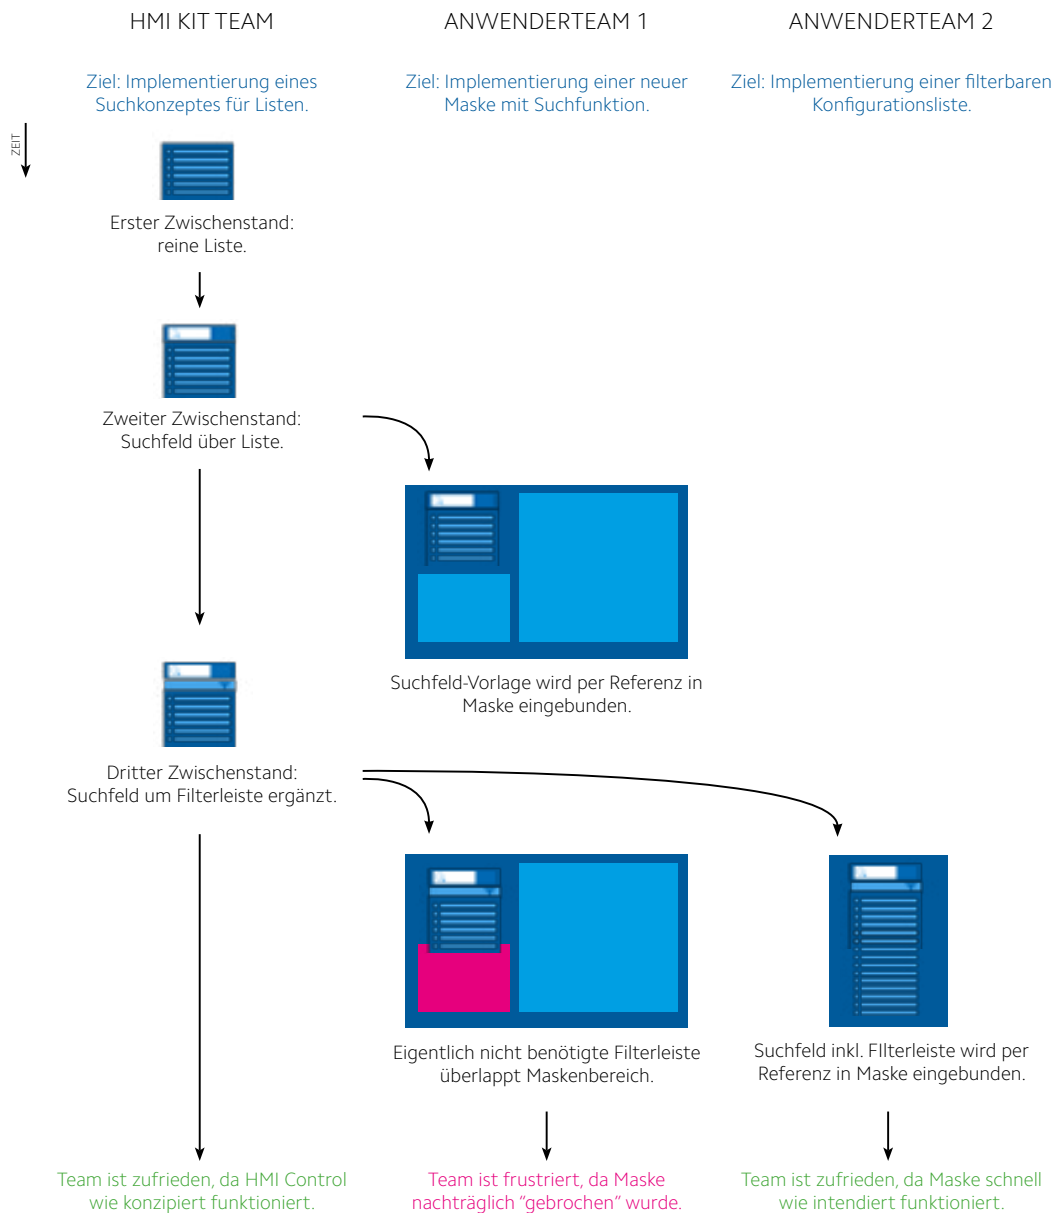 HMI KIT TEAM
ANWENDERTEAM 1
ANWENDERTEAM 2
Ziel: Implementierung eines
Suchkonzeptes für Listen.
Ziel: Implementierung einer neuer
Maske mit Suchfunktion.
Ziel: Implementierung einer filterbaren
Konfigurationsliste.
ZEIT
Erster Zwischenstand:
reine Liste.
Zweiter Zwischenstand:
Suchfeld über Liste.
Suchfeld-Vorlage wird per Referenz in
Maske eingebunden.
Dritter Zwischenstand:
Suchfeld um Filterleiste ergänzt.
Eigentlich nicht benötigte Filterleiste
überlappt Maskenbereich.
Suchfeld inkl. FIlterleiste wird per
Referenz in Maske eingebunden.
Team ist zufrieden, da HMI Control
wie konzipiert funktioniert.
Team ist frustriert, da Maske
nachträglich “gebrochen” wurde.
Team ist zufrieden, da Maske schnell
wie intendiert funktioniert.